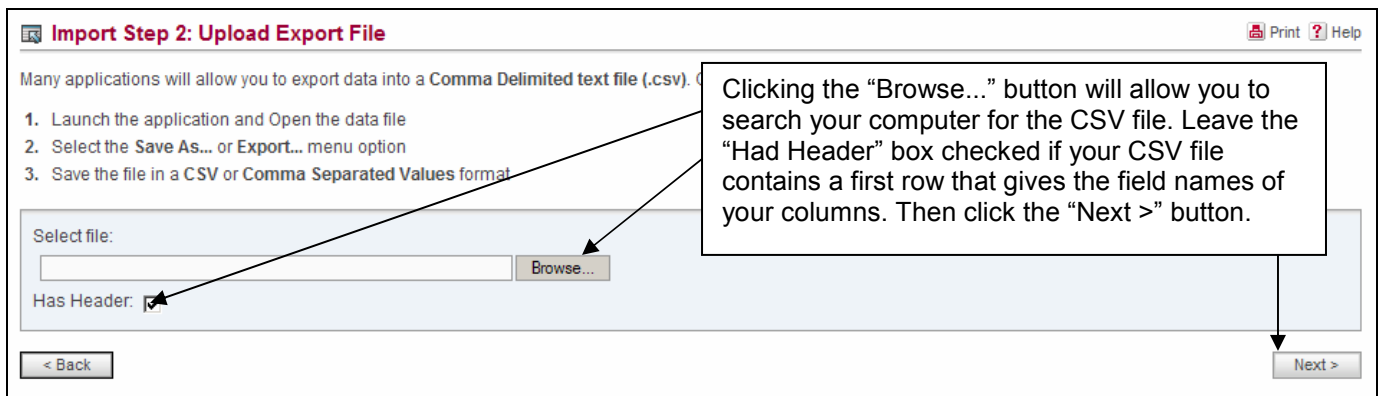 Import Step 2: Upload Export File
Print ? Help
Many applications will allow you to export data into a Comma Delimited text file (.csv).
1. Launch the application and Open the data file
2. Select the Save As... or Export... menu option
3. Save the file in a CSV or Comma Separated Values format
Clicking the “Browse...” button will allow you to
search your computer for the CSV file. Leave the
“Had Header” box checked if your CSV file
contains a first row that gives the field names of
your columns. Then click the “Next >” button.
Select file:
Browse...
Has Header:
< Back
Next >